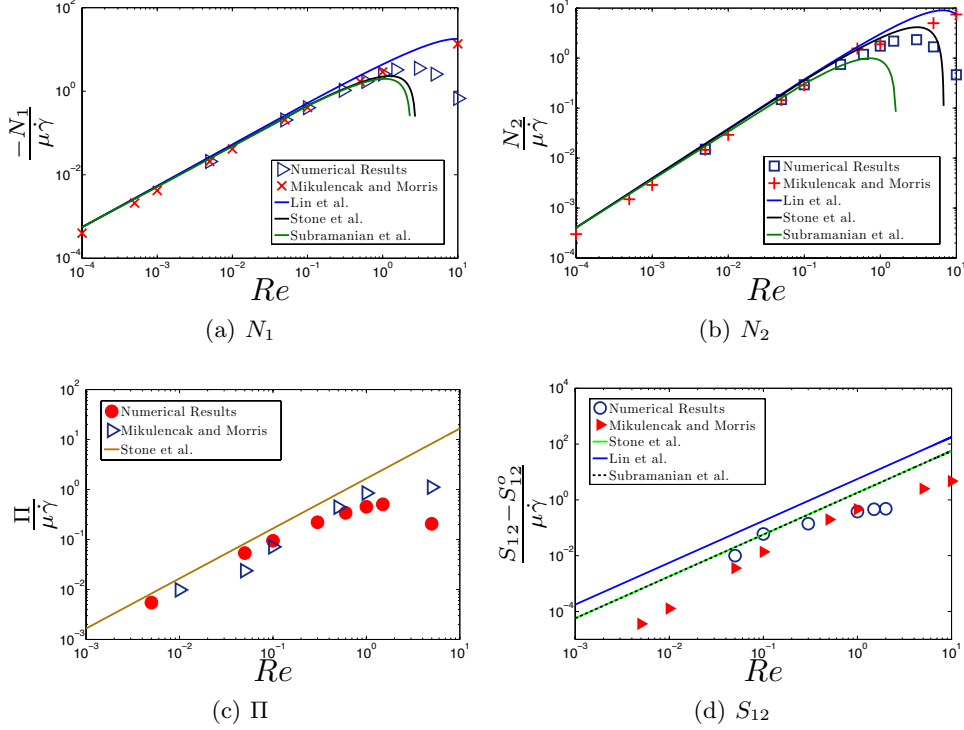 10^2
10^0
10^-2
10^-4
-N_1 / μγ̇
▷ Numerical Results
× Mikulencak and Morris
Lin et al.
Stone et al.
Subramanian et al.
10^-4 10^-3 10^-2 10^-1 10^0 10^1
Re
(a) N_1
10^1
10^0
10^-1
10^-2
10^-3
10^-4
N_2 / μγ̇
Numerical Results
Mikulencak and Morris
Lin et al.
Stone et al.
Subramanian et al.
10^-4 10^-3 10^-2 10^-1 10^0 10^1
Re
(b) N_2
10^2
10^1
10^0
10^-1
10^-2
10^-3
Π / μγ̇
Numerical Results
Mikulencak and Morris
Stone et al.
10^-3 10^-2 10^-1 10^0 10^1
Re
(c) Π
10^4
10^2
10^0
10^-2
10^-4
S_12 - S_12^o / μγ̇
Numerical Results
Mikulencak and Morris
Stone et al.
Lin et al.
Subramanian et al.
10^-3 10^-2 10^-1 10^0 10^1
Re
(d) S_12